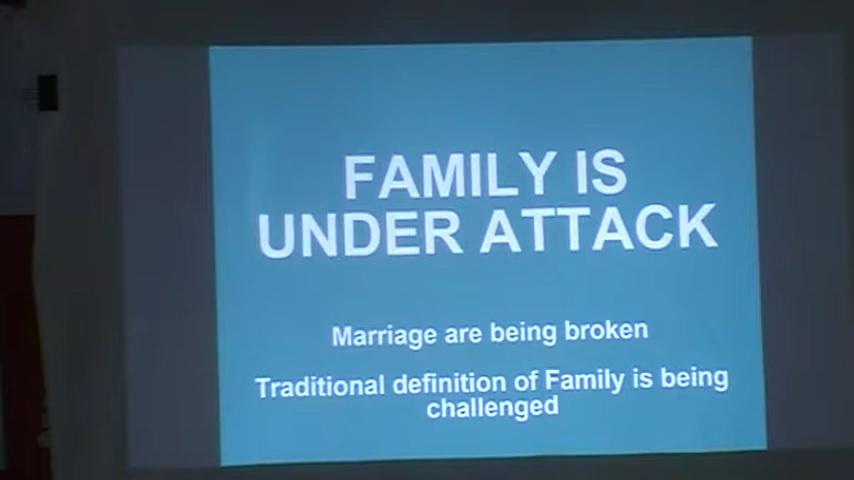 FAMILY IS
UNDER ATTACK
Marriage are being broken
Traditional definition of Family is being
challenged